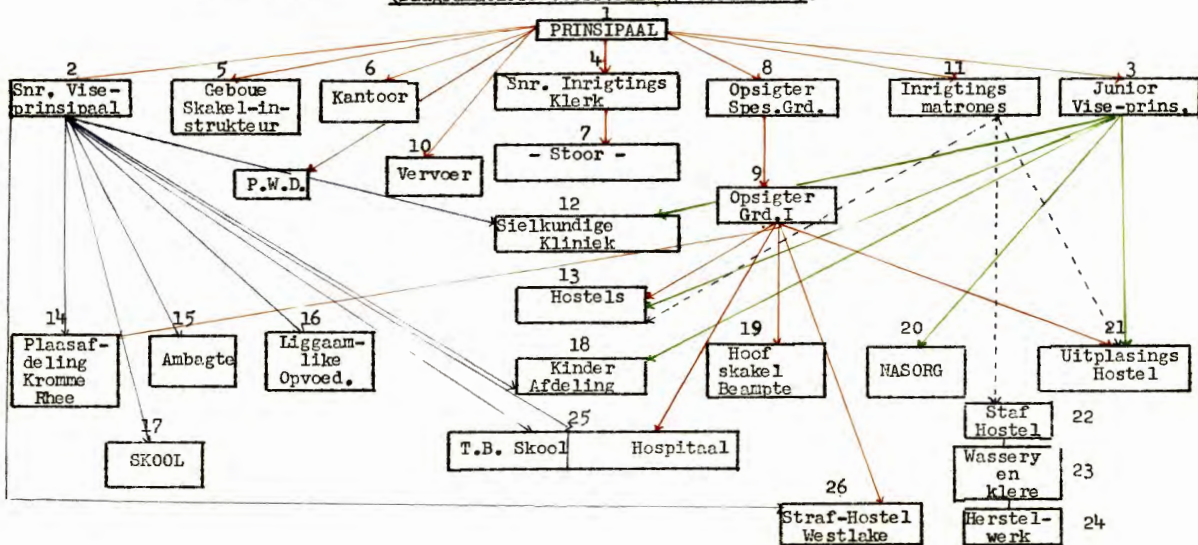 1
PRINSIPAAL
2
Snr. Vise-
prinsipaal
5
Geboue
Skakel-in-
strukteur
6
Kantoor
4
Snr. Inrigtings
Klerk
8
Opsigter
Spes.Grd.
11
Inrigtings
matrones
3
Junior
Vise-prins.
P.W.D.
10
Vervoer
7
- Stoor -
9
Opsigter
Grd.I
12
Sielkundige
Kliniek
13
Hostels
14
Plaasaf-
deling
Kromme
Rhee
15
Ambagte
16
Liggaam-
like
Opvoed.
18
Kinder
Afdeling
19
Hoof
skakel
Beampte
20
NASORG
21
Uitplasings
Hostel
17
SKOOL
25
T.B. Skool
Hospitaal
Staf
Hostel
22
Wassery
en
klere
23
26
Straf-Hostel
Westlake
Herstel-
werk
24